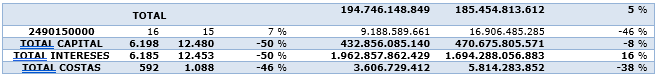 TOTAL 194.746.148.849 185.454.813.612 5 %
2490150000 16 15 7 % 9.188.589.661 16.906.485.285 -46 %
TOTAL CAPITAL 6.198 12.480 -50 % 432.856.085.140 470.675.805.571 -8 %
TOTAL INTERESES 6.185 12.453 -50 % 1.962.857.862.429 1.694.288.056.883 16 %
TOTAL COSTAS 592 1.088 -46 % 3.606.729.412 5.814.283.852 -38 %